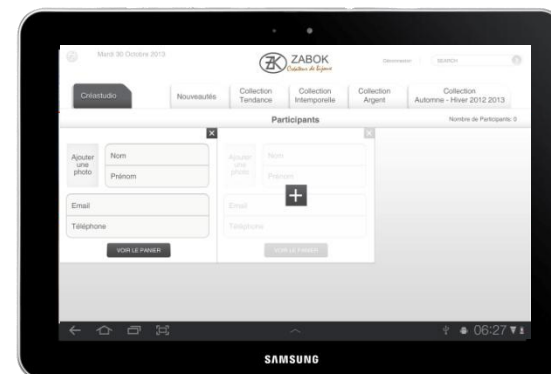 Mardi 30 Octobre 2013
ZABOK
Créateur de Bijoux
SEARCH
Créastudio
Nouveautés
Collection Tendance
Collection Intemporelle
Collection Argent
Collection Automne - Hiver 2012 2013
Participants
Nombre de Participants: 0
Ajouter une photo
Nom
Prénom
Email
Téléphone
VOIR LE PANIER
Ajouter une photo
Nom
Prénom
Email
Téléphone
VOIR LE PANIER
06:27
SAMSUNG